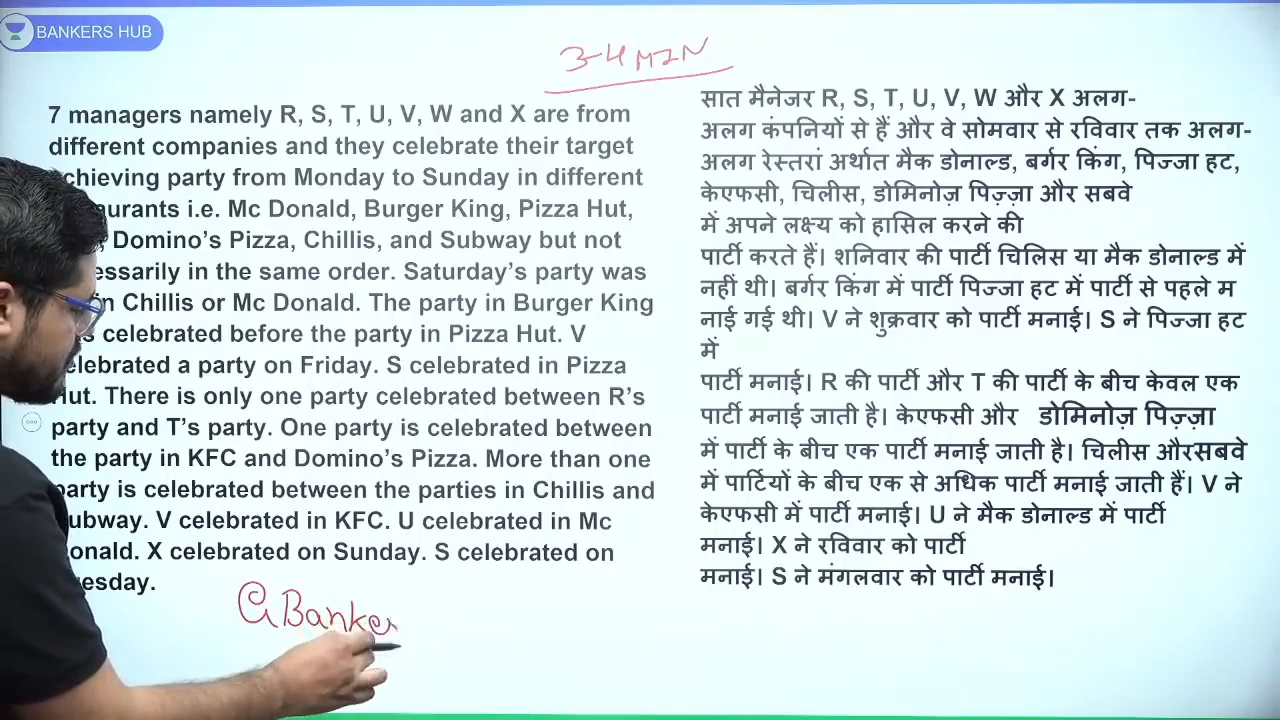 BANKERS HUB
3-4 MIN
7 managers namely R, S, T, U, V, W and X are from
different companies and they celebrate their target
chieving party from Monday to Sunday in different
aurants i.e. Mc Donald, Burger King, Pizza Hut,
Domino's Pizza, Chillis, and Subway but not
essarily in the same order. Saturday's party was
n Chillis or Mc Donald. The party in Burger King
s celebrated before the party in Pizza Hut. V
elebrated a party on Friday. S celebrated in Pizza
Hut. There is only one party celebrated between R's
party and T's party. One party is celebrated between
the party in KFC and Domino's Pizza. More than one
party is celebrated between the parties in Chillis and
ubway. V celebrated in KFC. U celebrated in Mc
onald. X celebrated on Sunday. S celebrated on
esday.
Banker
सात मैनेजर R, S, T, U, V, W और X अलग-
अलग कंपनियों से हैं और वे सोमवार से रविवार तक अलग-
अलग रेस्तरां अर्थात मैक डोनाल्ड, बर्गर किंग, पिज्जा हट,
केएफसी, चिलीस, डोमिनोज़ पिज़्ज़ा और सबवे
में अपने लक्ष्य को हासिल करने की
पार्टी करते हैं। शनिवार की पार्टी चिलिस या मैक डोनाल्ड में
नहीं थी। बर्गर किंग में पार्टी पिज्जा हट में पार्टी से पहले म
नाई गई थी। V ने शुक्रवार को पार्टी मनाई। S ने पिज्जा हट
में
पार्टी मनाई। R की पार्टी और T की पार्टी के बीच केवल एक
पार्टी मनाई जाती है। केएफसी और डोमिनोज़ पिज़्ज़ा
में पार्टी के बीच एक पार्टी मनाई जाती है। चिलीस औरसबवे
में पार्टियों के बीच एक से अधिक पार्टी मनाई जाती हैं। V ने
केएफसी में पार्टी मनाई। U ने मैक डोनाल्ड में पार्टी
मनाई। X ने रविवार को पार्टी
मनाई। S ने मंगलवार को पार्टी मनाई।